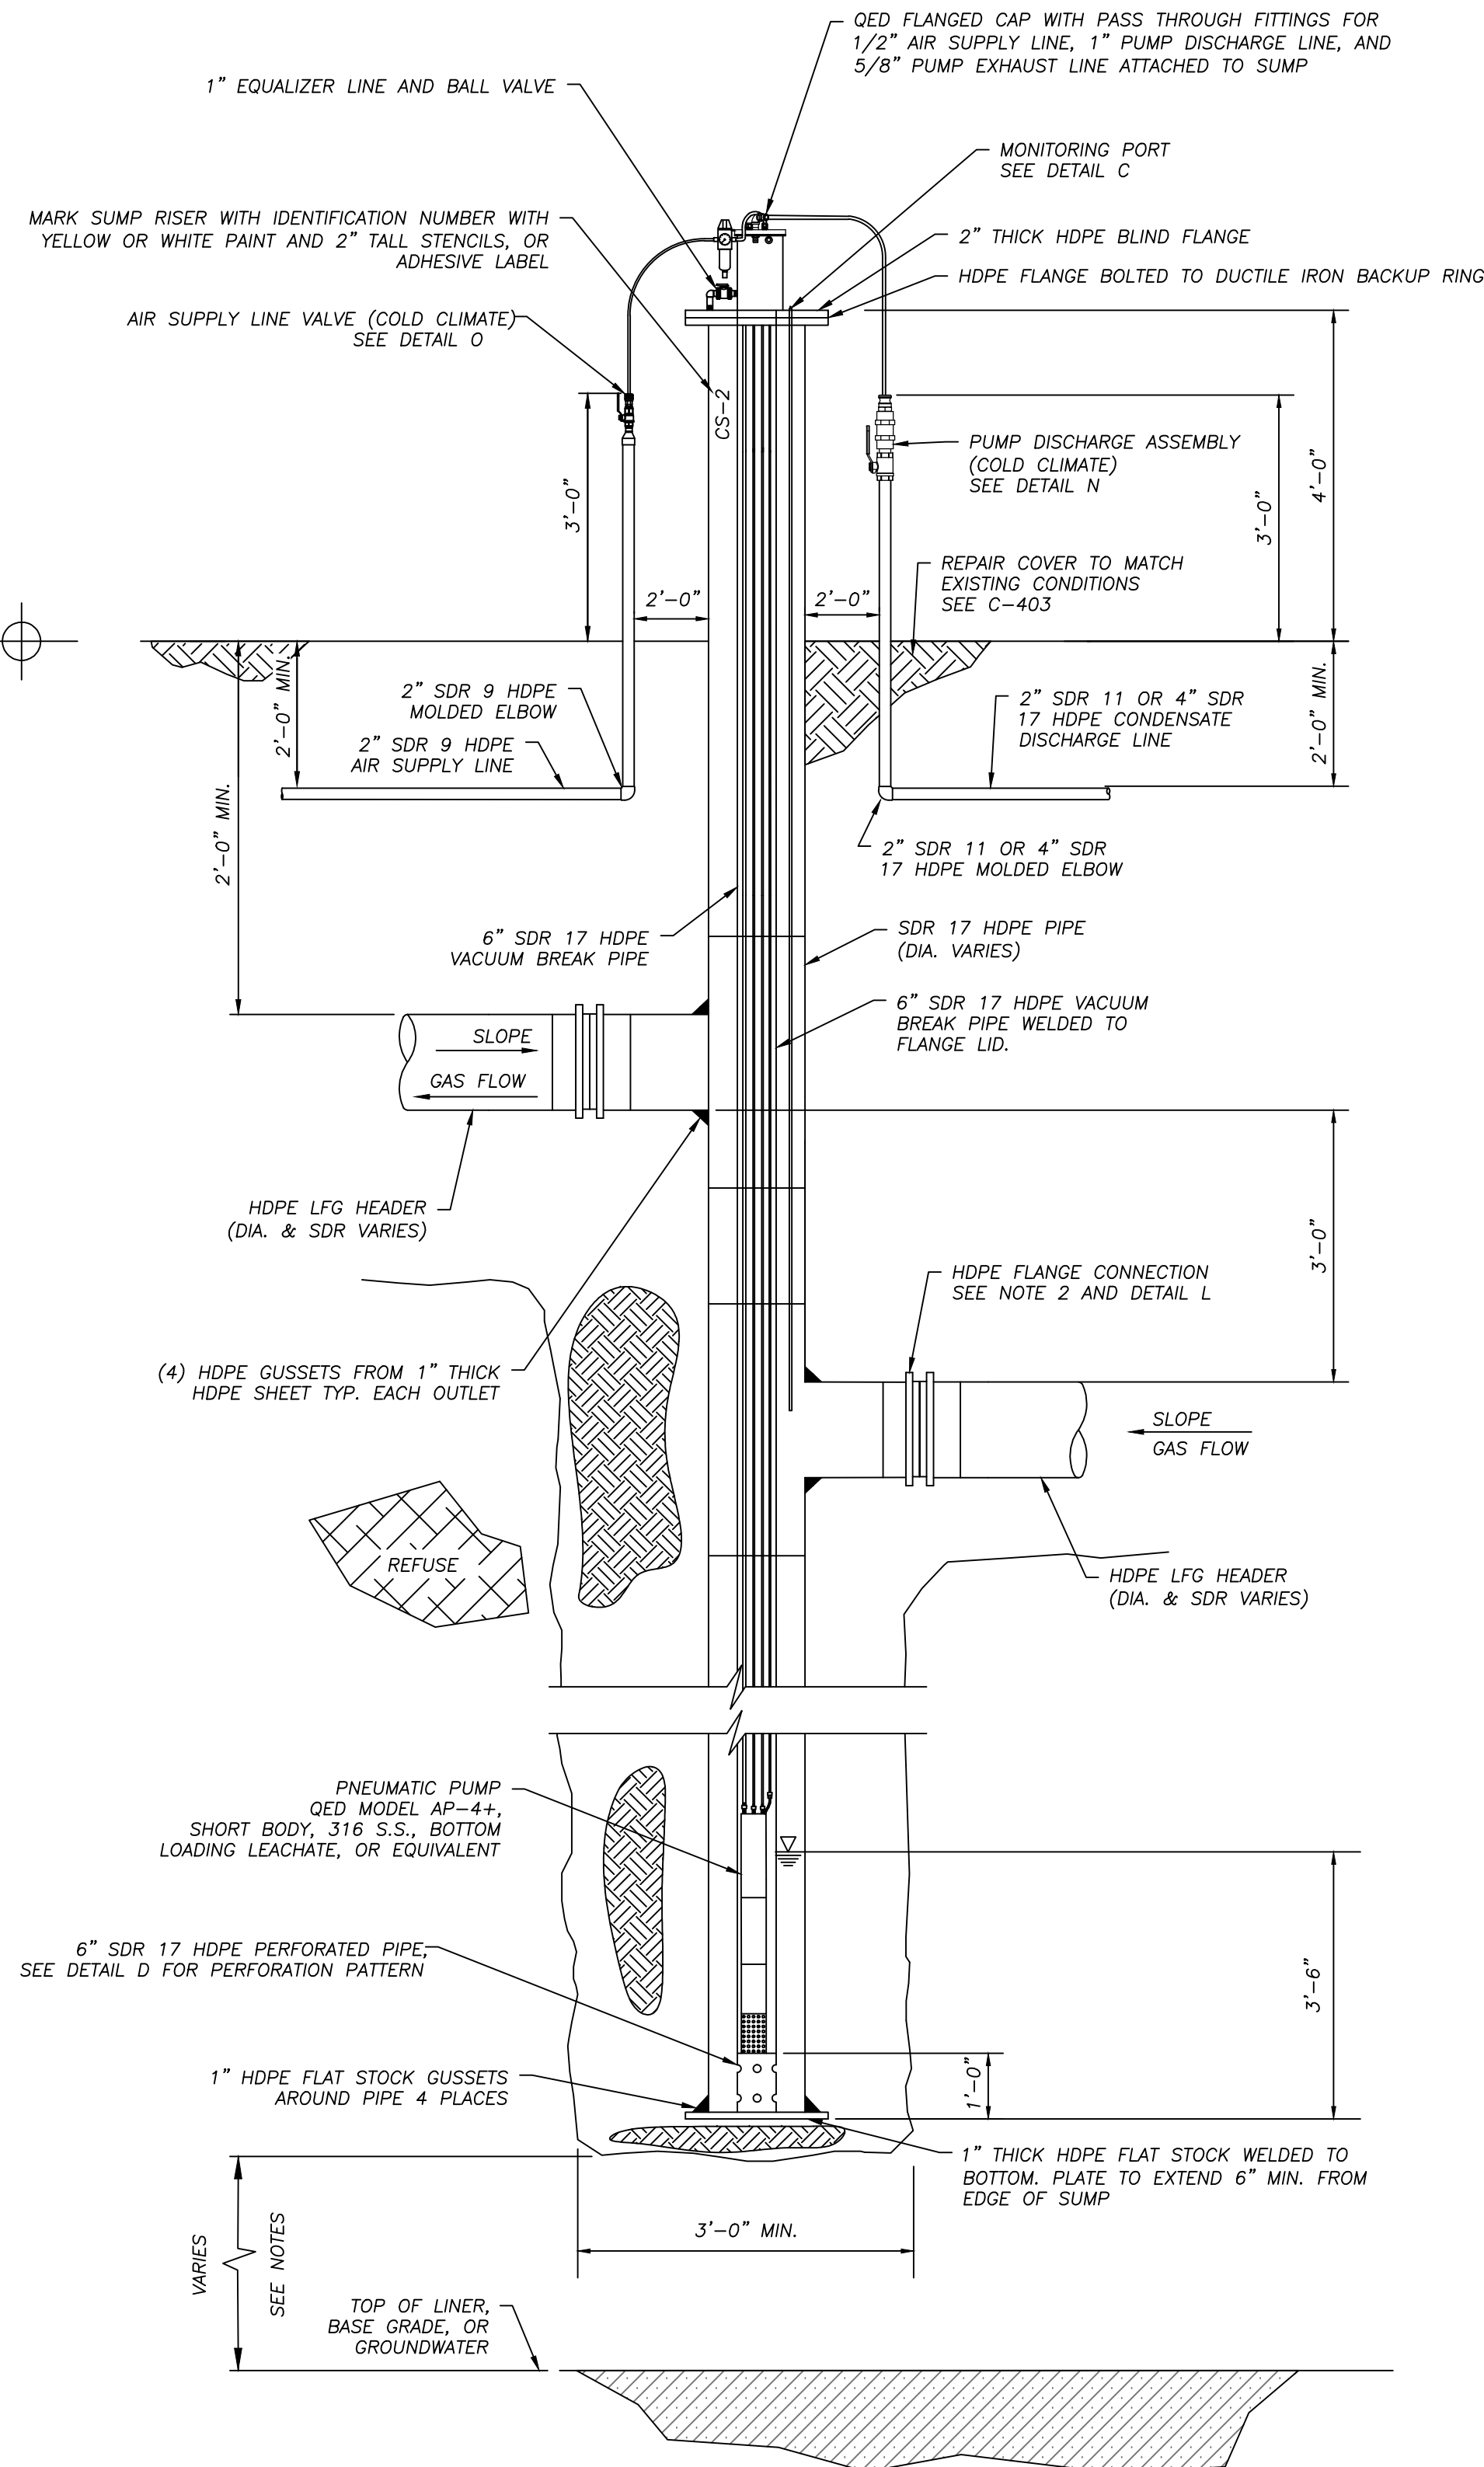 QED FLANGED CAP WITH PASS THROUGH FITTINGS FOR
1/2" AIR SUPPLY LINE, 1" PUMP DISCHARGE LINE, AND
5/8" PUMP EXHAUST LINE ATTACHED TO SUMP
1" EQUALIZER LINE AND BALL VALVE
MONITORING PORT
SEE DETAIL C
MARK SUMP RISER WITH IDENTIFICATION NUMBER WITH
YELLOW OR WHITE PAINT AND 2" TALL STENCILS, OR
ADHESIVE LABEL
2" THICK HDPE BLIND FLANGE
HDPE FLANGE BOLTED TO DUCTILE IRON BACKUP RING
AIR SUPPLY LINE VALVE (COLD CLIMATE)
SEE DETAIL O
CS-2
PUMP DISCHARGE ASSEMBLY
(COLD CLIMATE)
SEE DETAIL N
3'-0"
3'-0"
4'-0"
REPAIR COVER TO MATCH
EXISTING CONDITIONS
SEE C-403
2'-0"
2'-0"
2" SDR 9 HDPE
MOLDED ELBOW
2" SDR 9 HDPE
AIR SUPPLY LINE
2'-0" MIN.
2'-0" MIN.
2" SDR 11 OR 4" SDR
17 HDPE CONDENSATE
DISCHARGE LINE
2'-0" MIN.
2" SDR 11 OR 4" SDR
17 HDPE MOLDED ELBOW
6" SDR 17 HDPE
VACUUM BREAK PIPE
SDR 17 HDPE PIPE
(DIA. VARIES)
6" SDR 17 HDPE VACUUM
BREAK PIPE WELDED TO
FLANGE LID.
SLOPE
GAS FLOW
HDPE LFG HEADER
(DIA. & SDR VARIES)
3'-0"
HDPE FLANGE CONNECTION
SEE NOTE 2 AND DETAIL L
(4) HDPE GUSSETS FROM 1" THICK
HDPE SHEET TYP. EACH OUTLET
SLOPE
GAS FLOW
REFUSE
HDPE LFG HEADER
(DIA. & SDR VARIES)
PNEUMATIC PUMP
QED MODEL AP-4+,
SHORT BODY, 316 S.S., BOTTOM
LOADING LEACHATE, OR EQUIVALENT
6" SDR 17 HDPE PERFORATED PIPE,
SEE DETAIL D FOR PERFORATION PATTERN
3'-6"
1'-0"
1" HDPE FLAT STOCK GUSSETS
AROUND PIPE 4 PLACES
1" THICK HDPE FLAT STOCK WELDED TO
BOTTOM. PLATE TO EXTEND 6" MIN. FROM
EDGE OF SUMP
3'-0" MIN.
VARIES
SEE NOTES
TOP OF LINER,
BASE GRADE, OR
GROUNDWATER